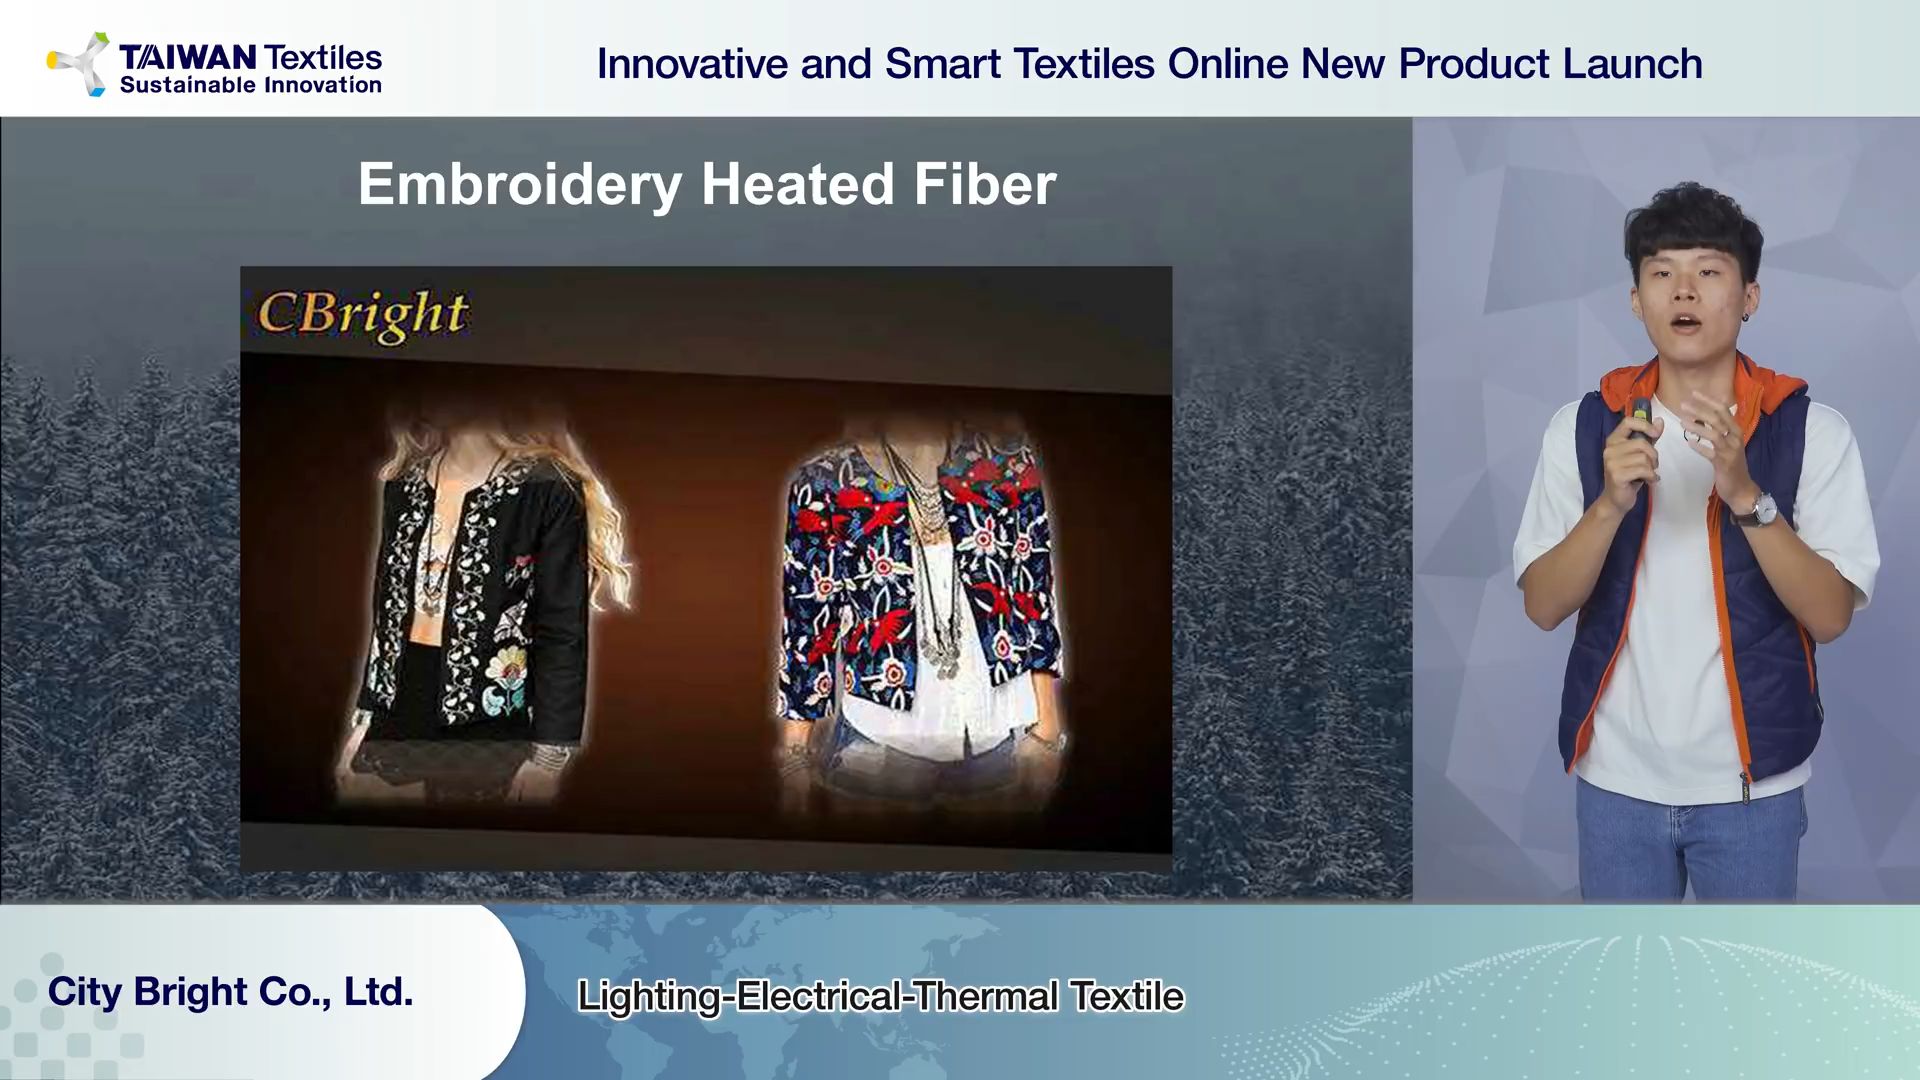 TAIWAN Textiles
Sustainable Innovation
Innovative and Smart Textiles Online New Product Launch
Embroidery Heated Fiber
CBright
City Bright Co., Ltd.
Lighting-Electrical-Thermal Textile